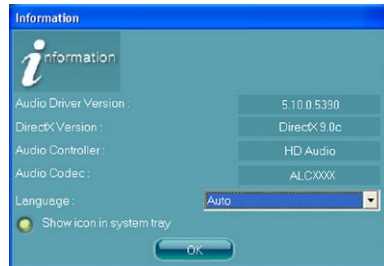 Information
information
Audio Driver Version : 5.10.0.5390
DirectX Version : DirectX 9.0c
Audio Controller : HD Audio
Audio Codec : ALCXXXX
Language : Auto
Show icon in system tray
OK